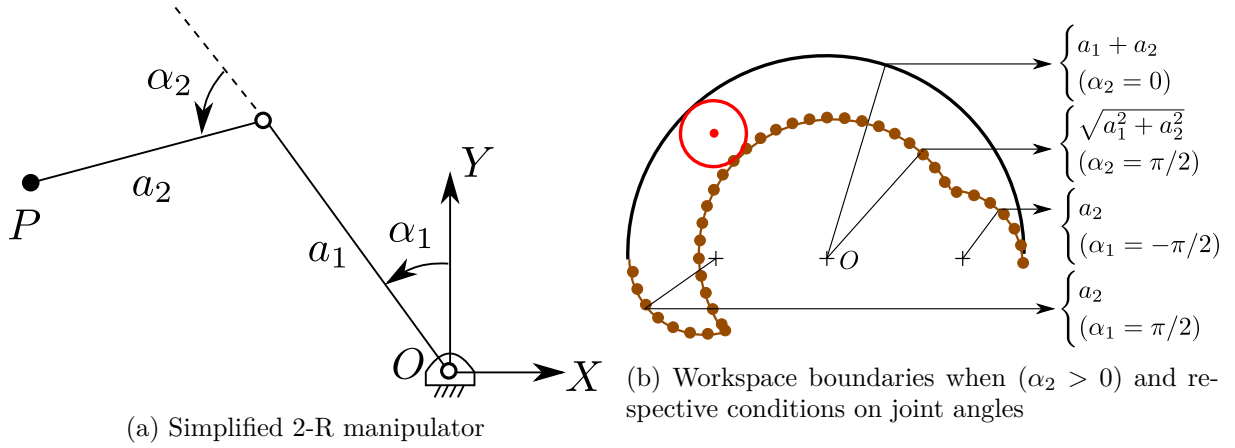 α₂
a₂
P
a₁
α₁
Y
O
X
(a) Simplified 2-R manipulator
O
a₁ + a₂
(α₂ = 0)
√(a₁² + a₂²)
(α₂ = π/2)
a₂
(α₁ = −π/2)
a₂
(α₁ = π/2)
(b) Workspace boundaries when (α₂ > 0) and re-
spective conditions on joint angles